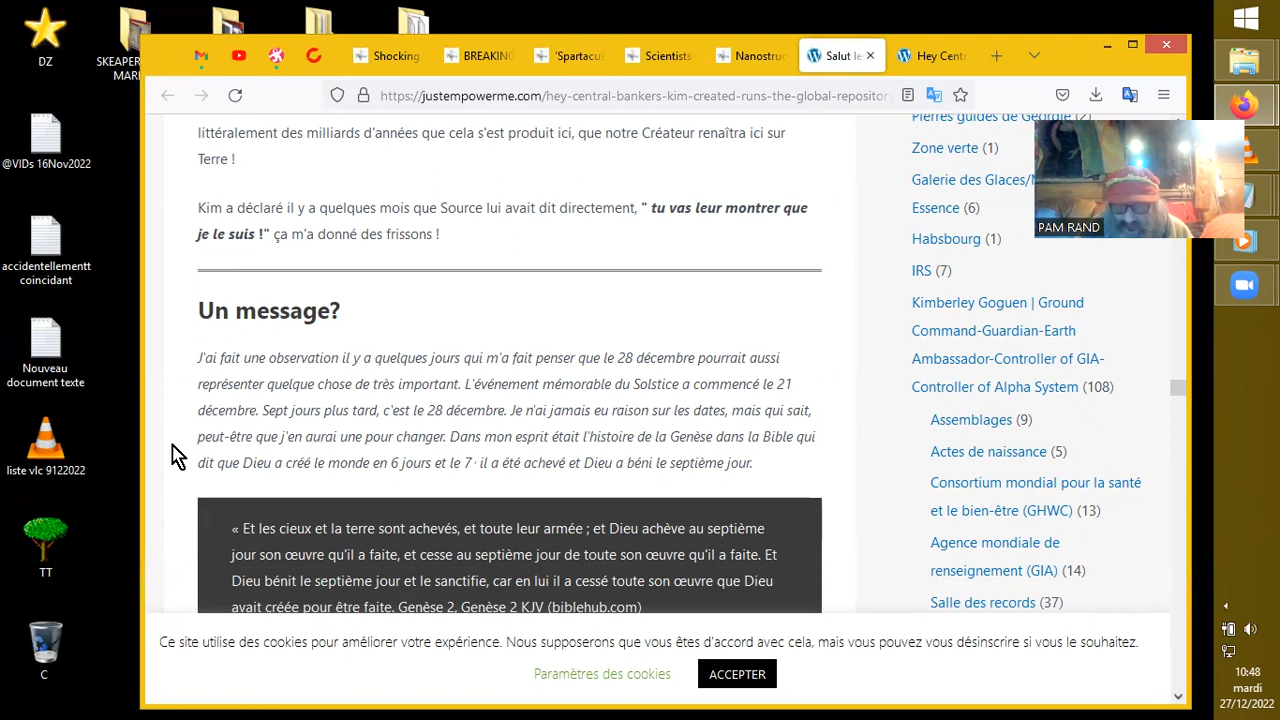 DZ
SKEAPER
MARI
@VIDs 16Nov2022
accidentellementt
coincidant
Nouveau
document texte
liste vlc 9122022
TT
C
Shocking
BREAKING
'Spartacus
Scientists
Nanostruc
Salut les
Hey Centr
https://justempowerme.com/hey-central-bankers-kim-created-runs-the-global-repository
littéralement des milliards d'années que cela s'est produit ici, que notre Créateur renaîtra ici sur
Terre !
Kim a déclaré il y a quelques mois que Source lui avait dit directement, " tu vas leur montrer que
je le suis !" ça m'a donné des frissons !
Un message?
J'ai fait une observation il y a quelques jours qui m'a fait penser que le 28 décembre pourrait aussi
représenter quelque chose de très important. L'événement mémorable du Solstice a commencé le 21
décembre. Sept jours plus tard, c'est le 28 décembre. Je n'ai jamais eu raison sur les dates, mais qui sait,
peut-être que j'en aurai une pour changer. Dans mon esprit était l'histoire de la Genèse dans la Bible qui
dit que Dieu a créé le monde en 6 jours et le 7 il a été achevé et Dieu a béni le septième jour.
« Et les cieux et la terre sont achevés, et toute leur armée ; et Dieu achève au septième
jour son œuvre qu'il a faite, et cesse au septième jour de toute son œuvre qu'il a faite. Et
Dieu bénit le septième jour et le sanctifie, car en lui il a cessé toute son œuvre que Dieu
avait créée pour être faite. Genèse 2, Genèse 2 KJV (biblehub.com)
Pierres guides de Géorgie (2)
Zone verte (1)
Galerie des Glaces/
Essence (6)
Habsbourg (1)
IRS (7)
Kimberley Goguen | Ground
Command-Guardian-Earth
Ambassador-Controller of GIA-
Controller of Alpha System (108)
Assemblages (9)
Actes de naissance (5)
Consortium mondial pour la santé
et le bien-être (GHWC) (13)
Agence mondiale de
renseignement (GIA) (14)
Salle des records (37)
PAM RAND
Ce site utilise des cookies pour améliorer votre expérience. Nous supposerons que vous êtes d'accord avec cela, mais vous pouvez vous désinscrire si vous le souhaitez.
Paramètres des cookies
ACCEPTER
10:48
mardi
27/12/2022